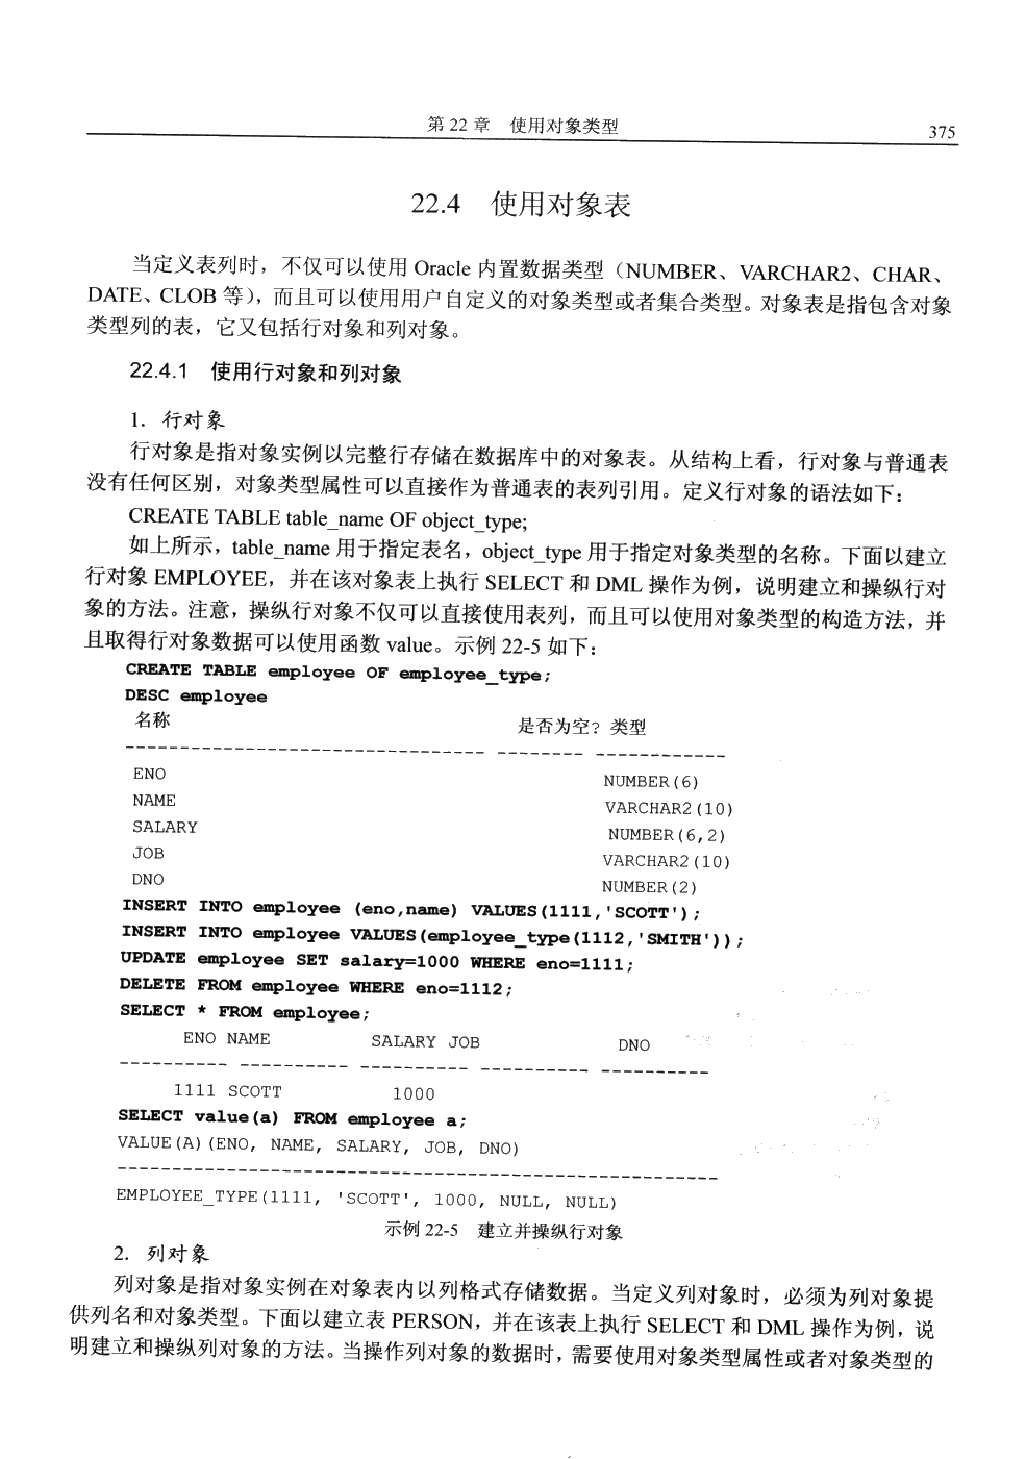 第 22 章 使用对象类型 375
22.4 使用对象表
当定义表列时，不仅可以使用 Oracle 内置数据类型（NUMBER、VARCHAR2、CHAR、
DATE、CLOB 等），而且可以使用用户自定义的对象类型或者集合类型。对象表是指包含对象
类型列的表，它又包括行对象和列对象。
22.4.1 使用行对象和列对象
1．行对象
行对象是指对象实例以完整行存储在数据库中的对象表。从结构上看，行对象与普通表
没有任何区别，对象类型属性可以直接作为普通表的表列引用。定义行对象的语法如下：
CREATE TABLE table_name OF object_type;
如上所示，table_name 用于指定表名，object_type 用于指定对象类型的名称。下面以建立
行对象 EMPLOYEE，并在该对象表上执行 SELECT 和 DML 操作为例，说明建立和操纵行对
象的方法。注意，操纵行对象不仅可以直接使用表列，而且可以使用对象类型的构造方法，并
且取得行对象数据可以使用函数 value。示例 22-5 如下：
CREATE TABLE employee OF employee_type;
DESC employee
名称 是否为空? 类型
--------------------------------- -------- ------------
ENO NUMBER(6)
NAME VARCHAR2(10)
SALARY NUMBER(6,2)
JOB VARCHAR2(10)
DNO NUMBER(2)
INSERT INTO employee (eno,name) VALUES(1111,'SCOTT');
INSERT INTO employee VALUES(employee_type(1112,'SMITH'));
UPDATE employee SET salary=1000 WHERE eno=1111;
DELETE FROM employee WHERE eno=1112;
SELECT * FROM employee;
ENO NAME SALARY JOB DNO
---------- ---------- ---------- ---------- ----------
1111 SCOTT 1000
SELECT value(a) FROM employee a;
VALUE(A)(ENO, NAME, SALARY, JOB, DNO)
-------------------------------------------------------
EMPLOYEE_TYPE(1111, 'SCOTT', 1000, NULL, NULL)
示例 22-5 建立并操纵行对象
2．列对象
列对象是指对象实例在对象表内以列格式存储数据。当定义列对象时，必须为列对象提
供列名和对象类型。下面以建立表 PERSON，并在该表上执行 SELECT 和 DML 操作为例，说
明建立和操纵列对象的方法。当操作列对象的数据时，需要使用对象类型属性或者对象类型的